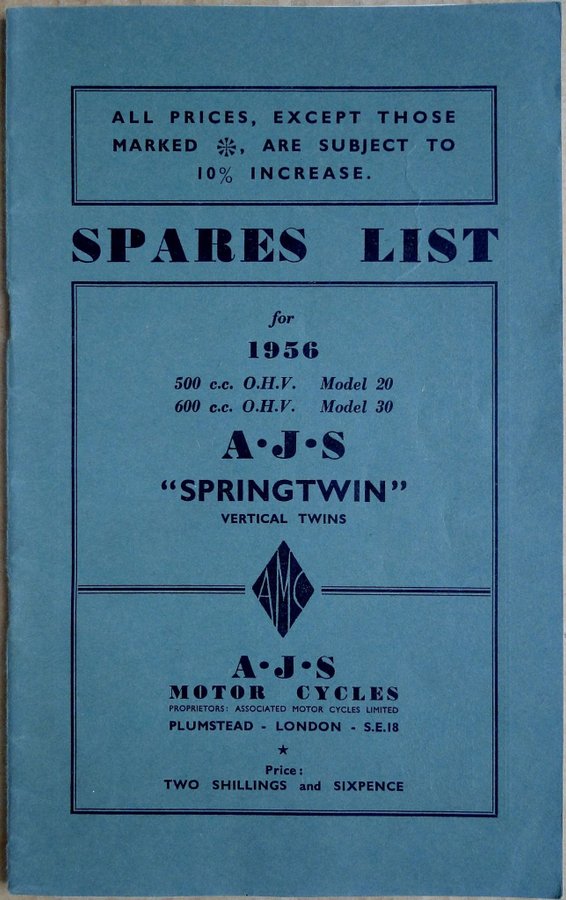 ALL PRICES, EXCEPT THOSE
MARKED ✻, ARE SUBJECT TO
10% INCREASE.
SPARES LIST
for
1956
500 c.c. O.H.V. Model 20
600 c.c. O.H.V. Model 30
A·J·S
“SPRINGTWIN”
VERTICAL TWINS
AMC
A·J·S
MOTOR CYCLES
PROPRIETORS: ASSOCIATED MOTOR CYCLES LIMITED
PLUMSTEAD - LONDON - S.E.18
★
Price:
TWO SHILLINGS and SIXPENCE